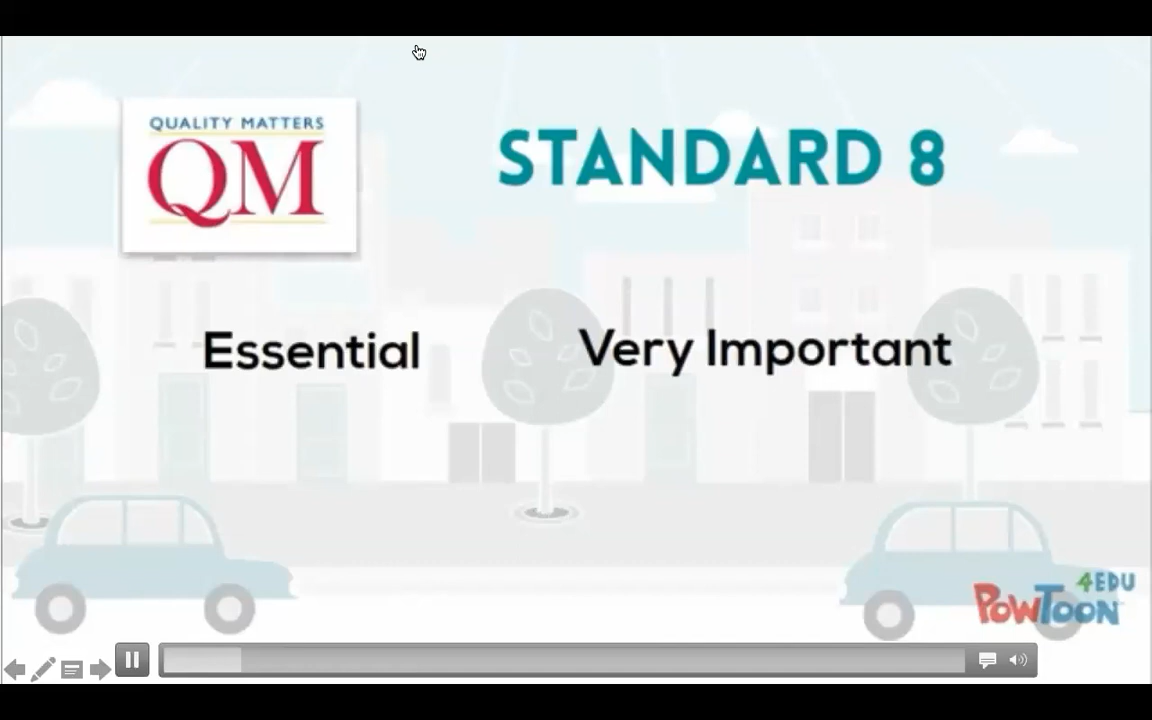 QUALITY MATTERS
QM
STANDARD 8
Essential
Very Important
4EDU
POWTOON